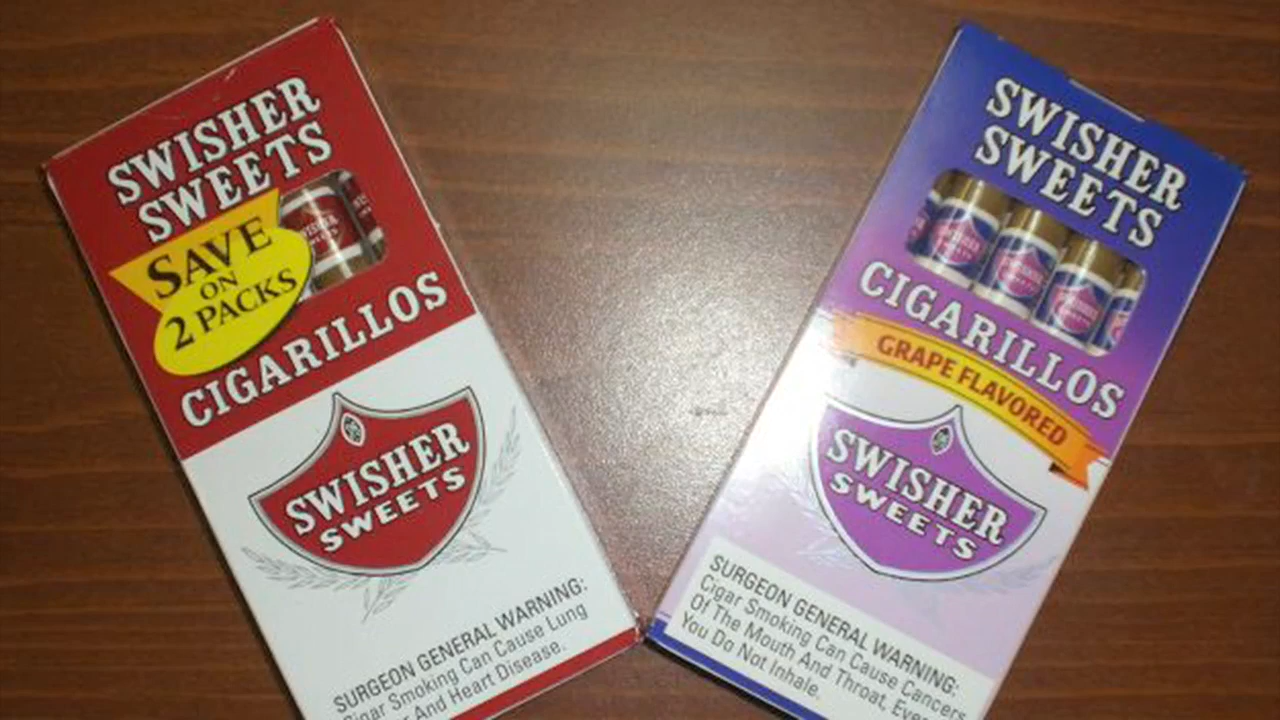 SWISHER
SWEETS
SAVE
ON
2 PACKS
CIGARILLOS
SWISHER
SWEETS
SURGEON GENERAL WARNING:
Cigar Smoking Can Cause Lung
And Heart Disease.
SWISHER
SWEETS
CIGARILLOS
GRAPE FLAVORED
SWISHER
SWEETS
SURGEON GENERAL WARNING:
Cigar Smoking Can Cause Cancers
Of The Mouth And Throat, Even
You Do Not Inhale.